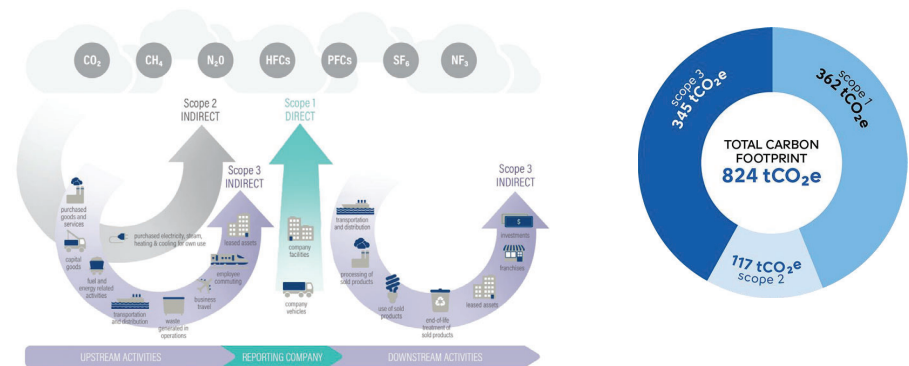 CO₂
CH₄
N₂O
HFCs
PFCs
SF₆
NF₃
Scope 2
INDIRECT
Scope 1
DIRECT
Scope 3
INDIRECT
Scope 3
INDIRECT
purchased
goods and
services
capital
goods
fuel and
energy related
activities
transportation
and distribution
waste
generated in
operations
business
travel
employee
commuting
leased assets
purchased electricity, steam,
heating & cooling for own use
company
facilities
company
vehicles
transportation
and distribution
processing of
sold products
use of sold
products
end-of-life
treatment of
sold products
leased assets
franchises
investments
$
UPSTREAM ACTIVITIES
REPORTING COMPANY
DOWNSTREAM ACTIVITIES
scope 3
345 tCO₂e
scope 1
362 tCO₂e
TOTAL CARBON
FOOTPRINT
824 tCO₂e
117 tCO₂e
scope 2